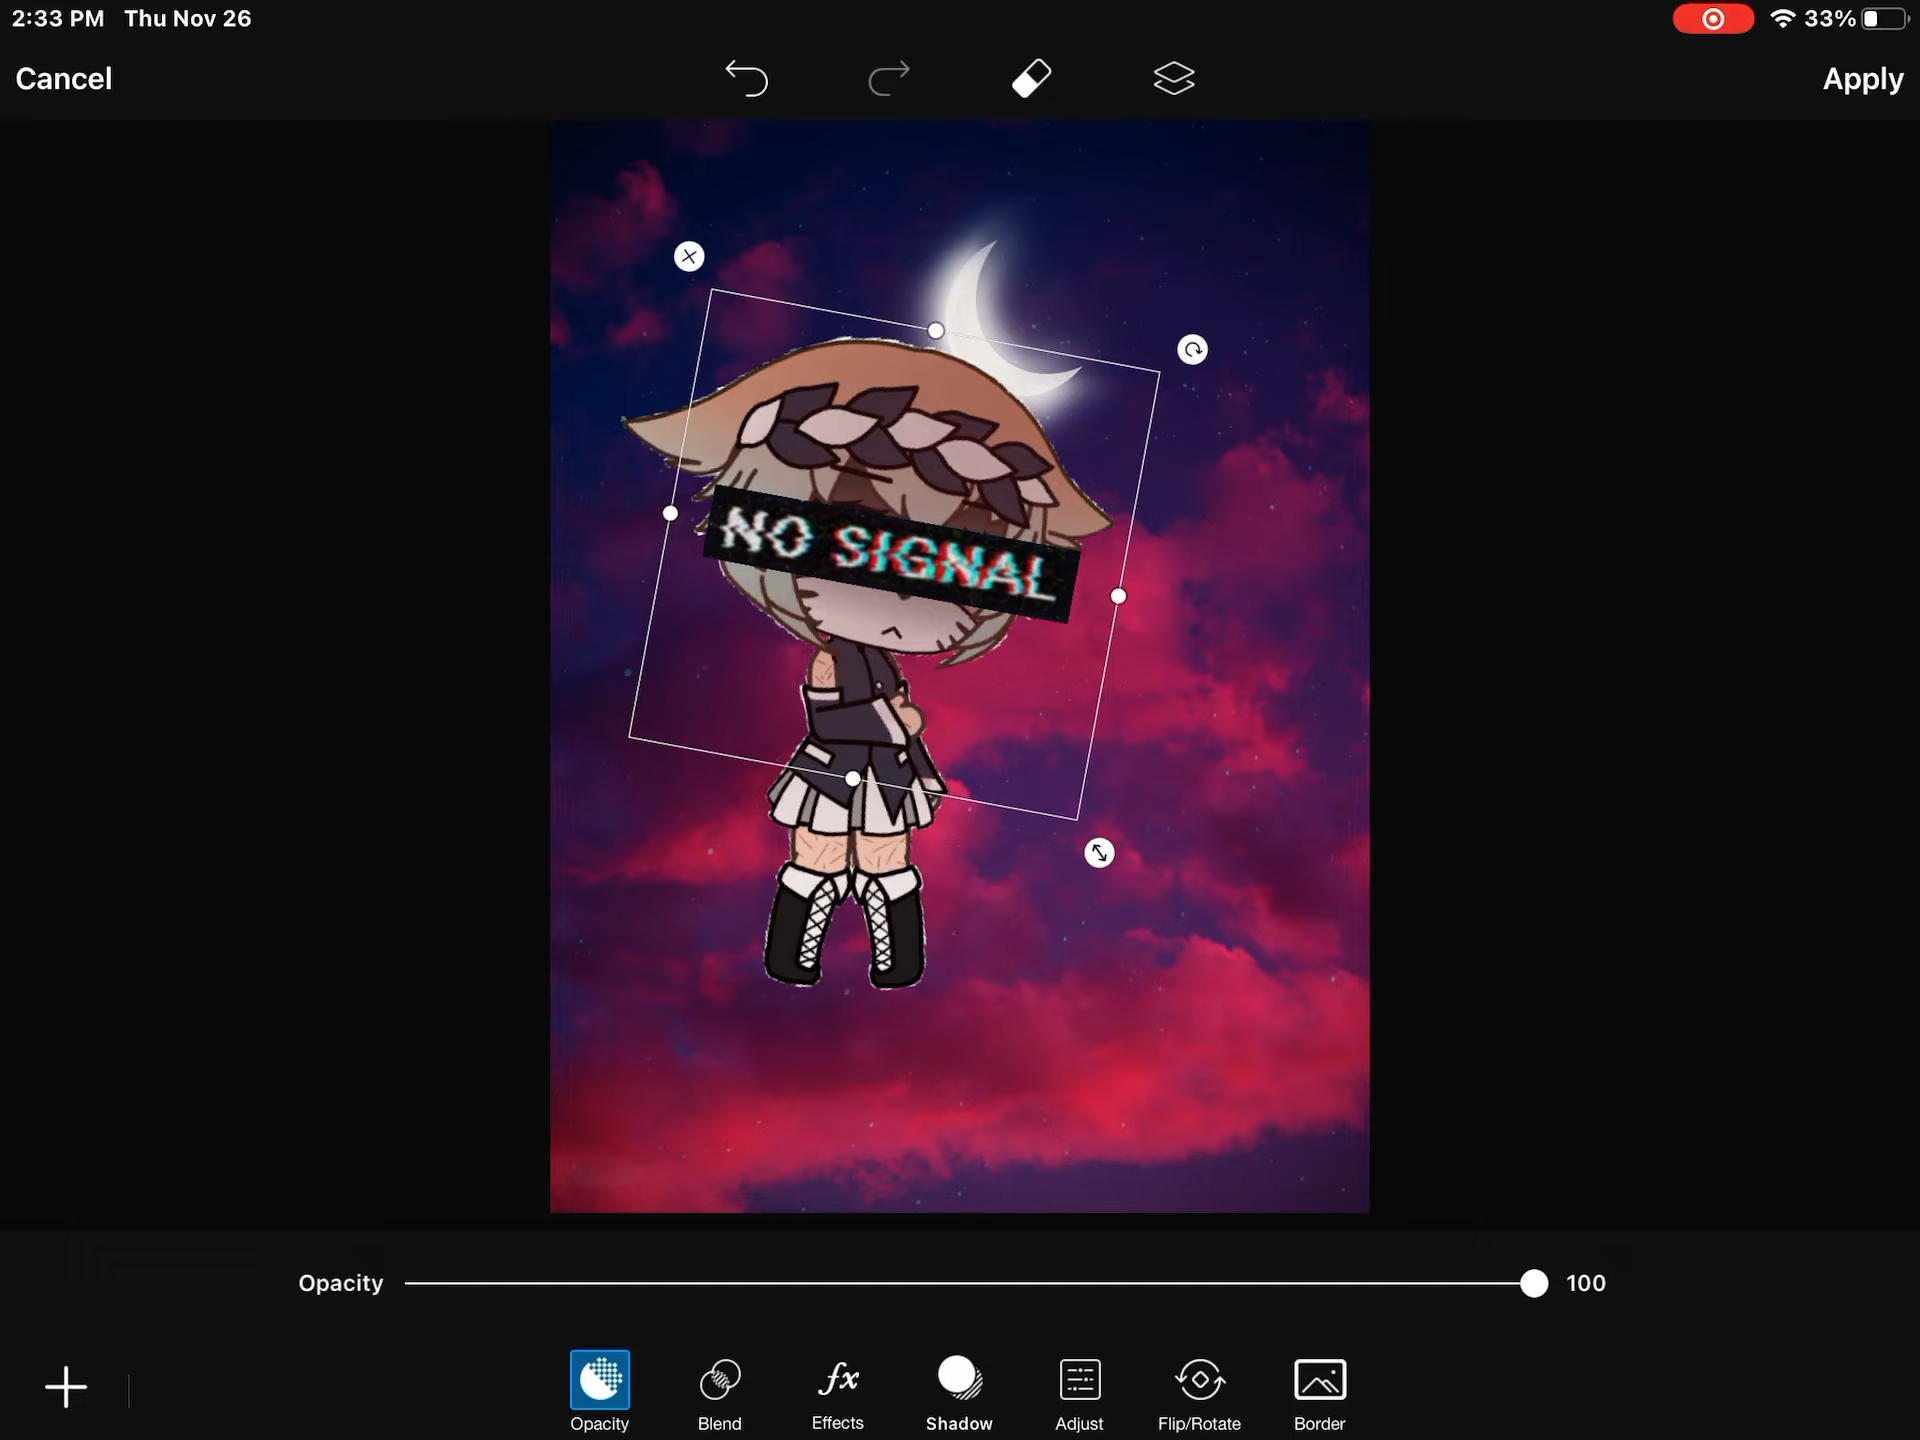 2:33 PM Thu Nov 26
33%
Cancel
Apply
NO SIGNAL
Opacity
100
Opacity
Blend
Effects
Shadow
Adjust
Flip/Rotate
Border